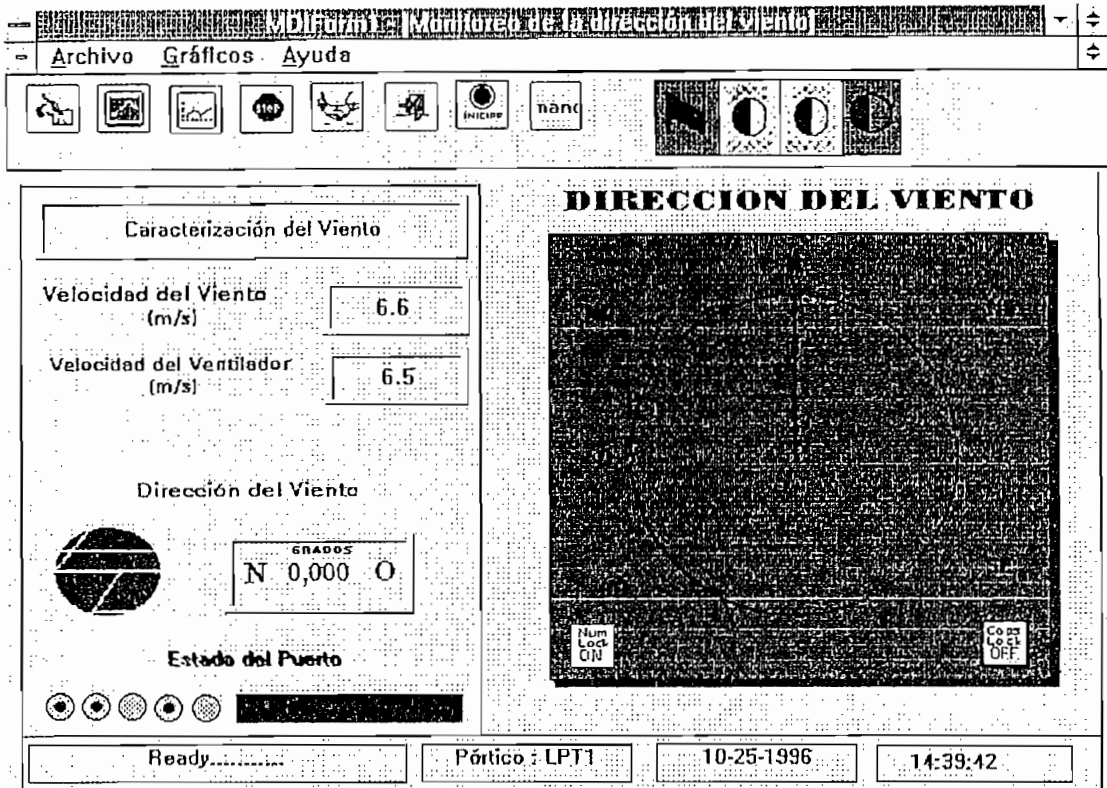 MDIForm1 - [Monitoreo de la dirección del viento]
Archivo Gráficos Ayuda
STOP
INICIAR
DIRECCION DEL VIENTO
Caracterización del Viento
Velocidad del Viento
(m/s)
6.6
Velocidad del Ventilador
(m/s)
6.5
Dirección del Viento
GRADOS
N 0,000 O
Estado del Puerto
Num
Lock
ON
Caps
Lock
OFF
Ready...........
Pórtico : LPT1
10-25-1996
14:39:42